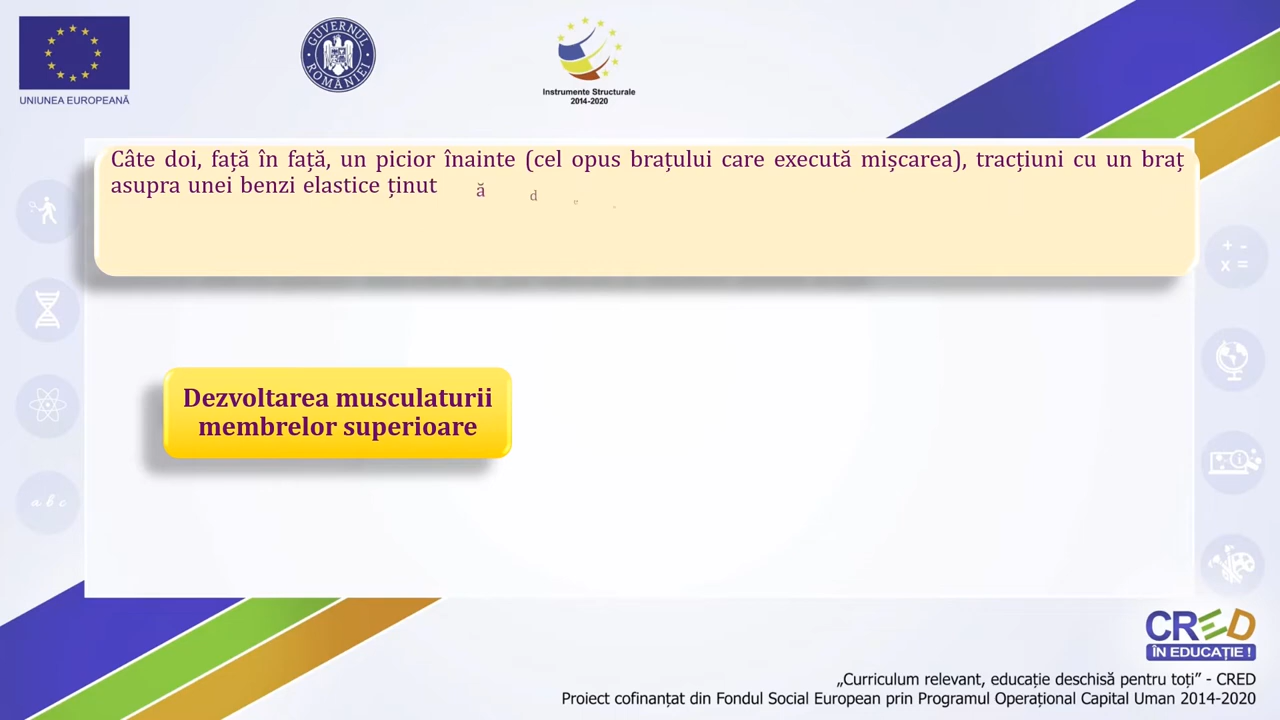 UNIUNEA EUROPEANĂ
GUVERNUL ROMÂNIEI
Instrumente Structurale
2014-2020
Câte doi, față în față, un picior înainte (cel opus brațului care execută mișcarea), tracțiuni cu un braț
asupra unei benzi elastice ținut ă d e
Dezvoltarea musculaturii
membrelor superioare
+ -
x =
a b c
CRED
ÎN EDUCAȚIE !
„Curriculum relevant, educație deschisă pentru toți” - CRED
Proiect cofinanțat din Fondul Social European prin Programul Operațional Capital Uman 2014-2020